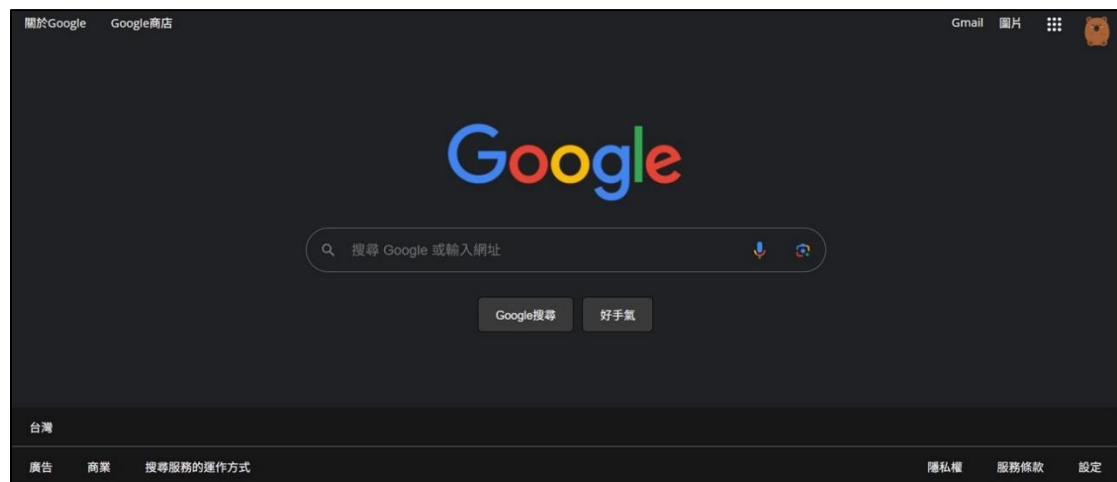 關於Google Google商店 Gmail 圖片
Google
搜尋 Google 或輸入網址
Google搜尋 好手氣
台灣
廣告 商業 搜尋服務的運作方式 隱私權 服務條款 設定